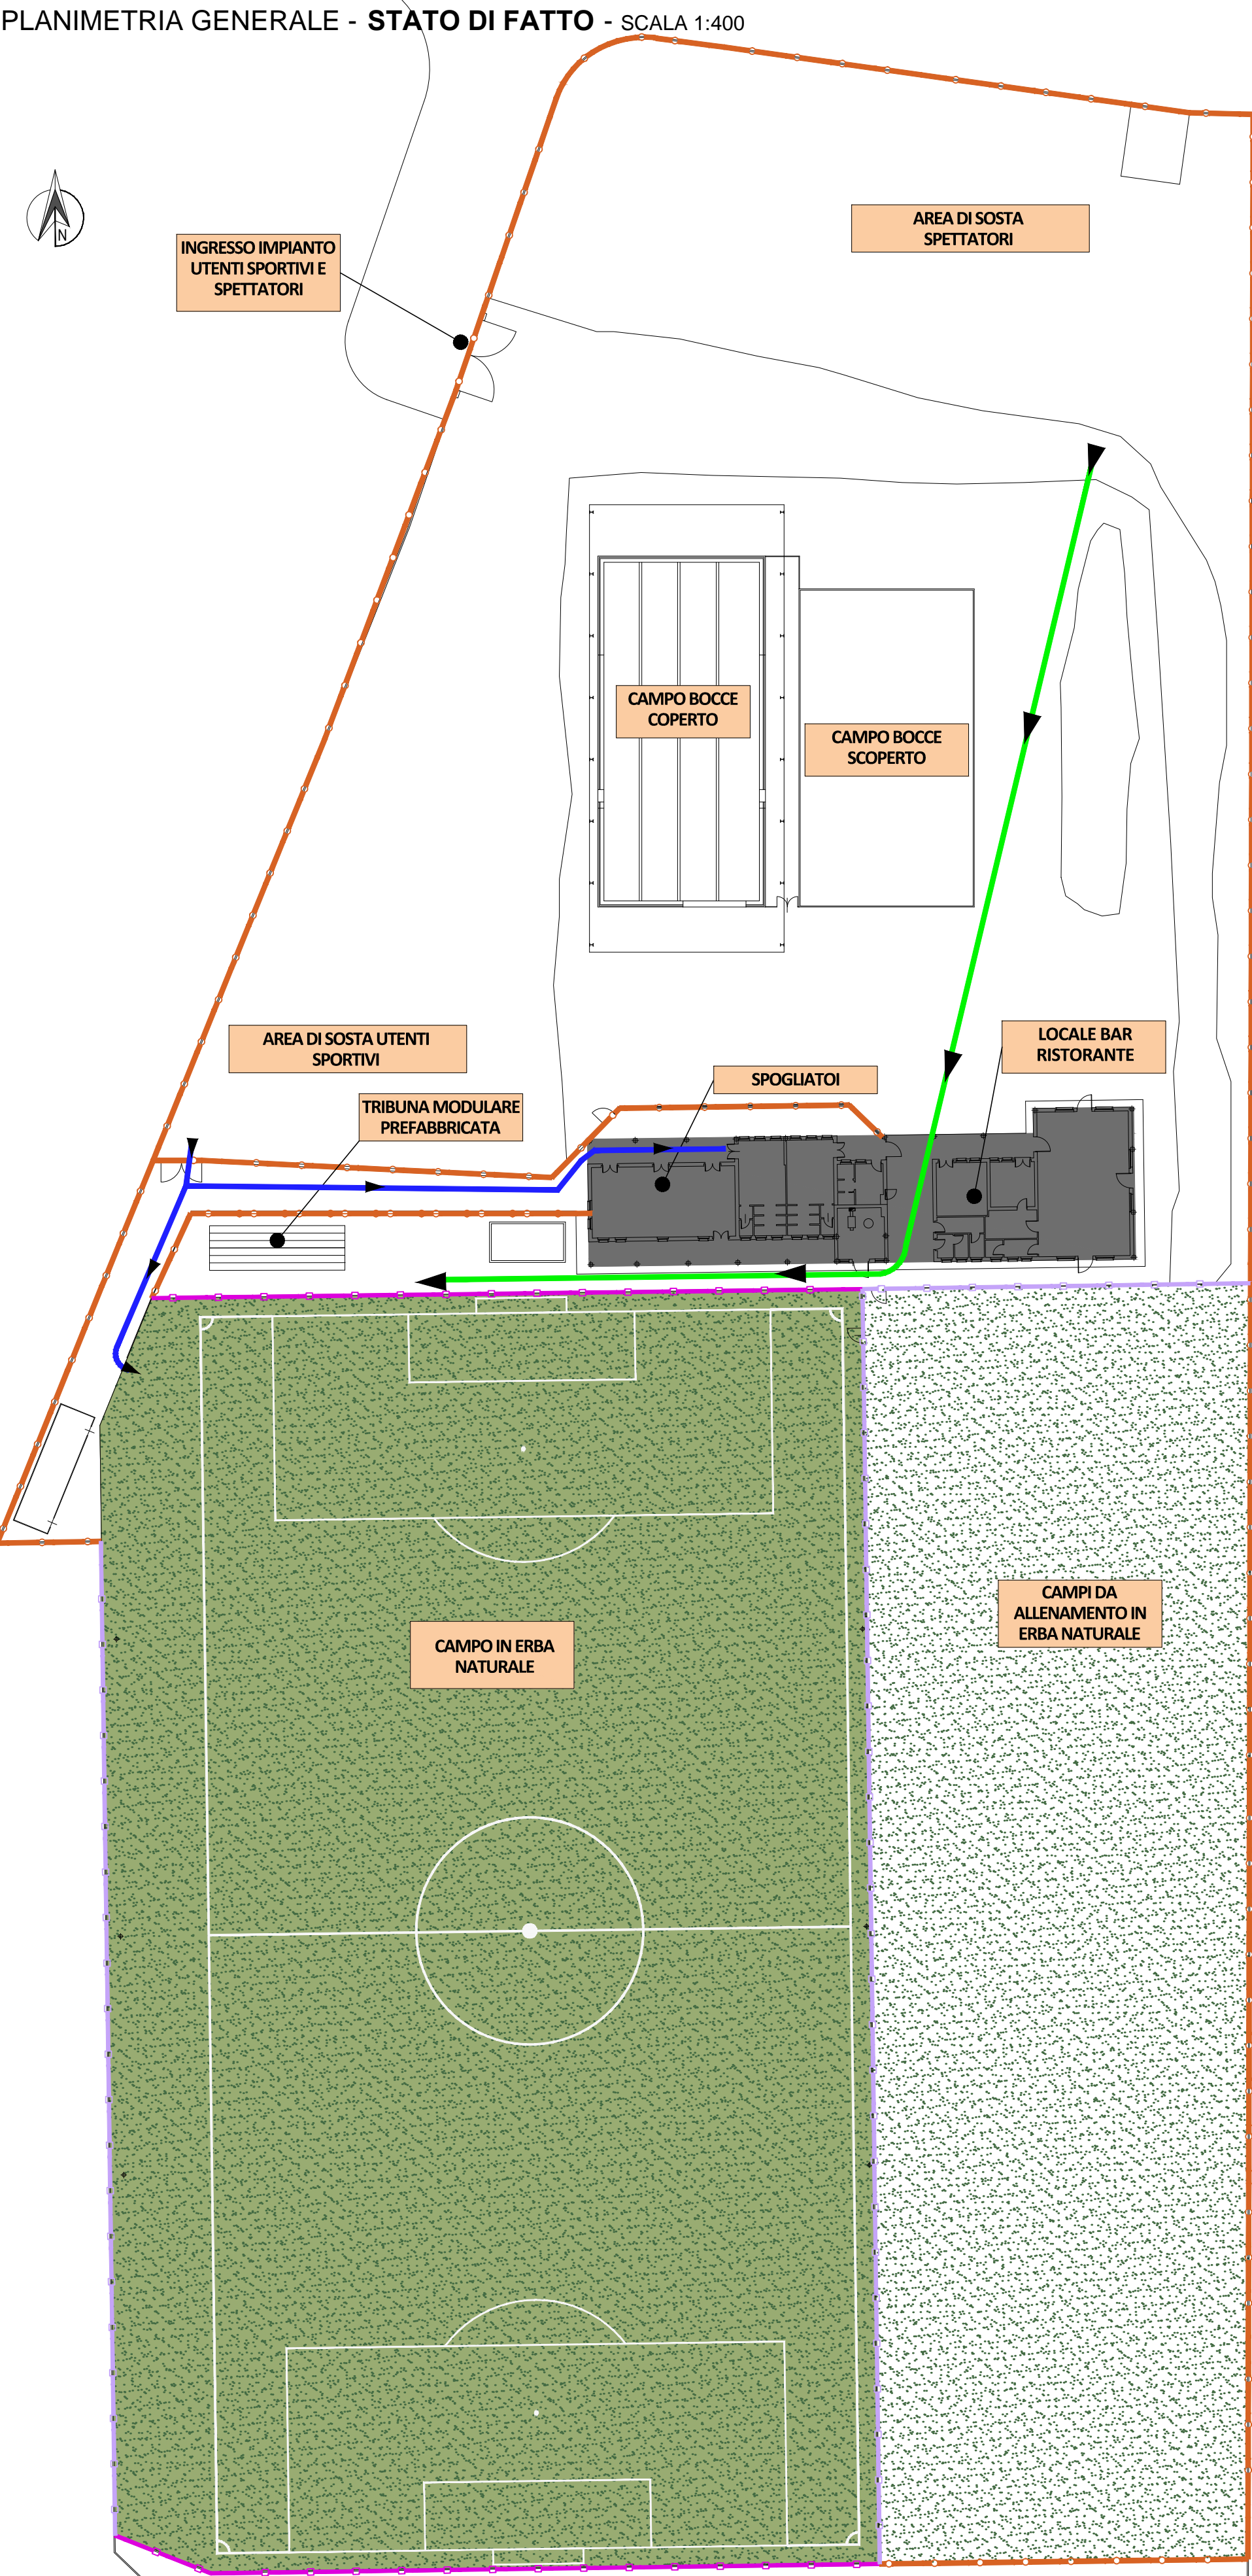 PLANIMETRIA GENERALE - STATO DI FATTO - SCALA 1:400
AREA DI SOSTA
SPETTATORI
N
INGRESSO IMPIANTO
UTENTI SPORTIVI E
SPETTATORI
CAMPO BOCCE
COPERTO
CAMPO BOCCE
SCOPERTO
AREA DI SOSTA UTENTI
SPORTIVI
LOCALE BAR
RISTORANTE
SPOGLIATOI
TRIBUNA MODULARE
PREFABBRICATA
CAMPI DA
ALLENAMENTO IN
ERBA NATURALE
CAMPO IN ERBA
NATURALE